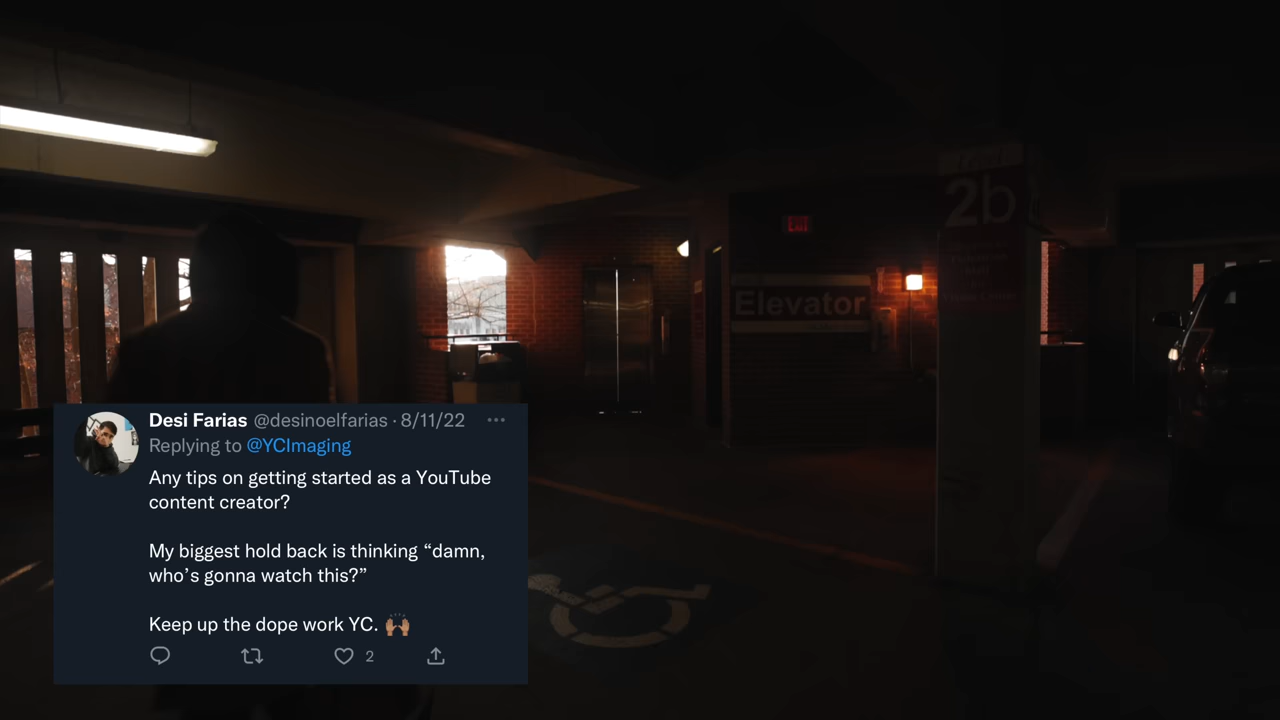 Level
2b
Exit
Elevator
Desi Farias @desinoelfarias · 8/11/22
Replying to @YCImaging
Any tips on getting started as a YouTube
content creator?
My biggest hold back is thinking “damn,
who’s gonna watch this?”
Keep up the dope work YC. 🙌🏽
2